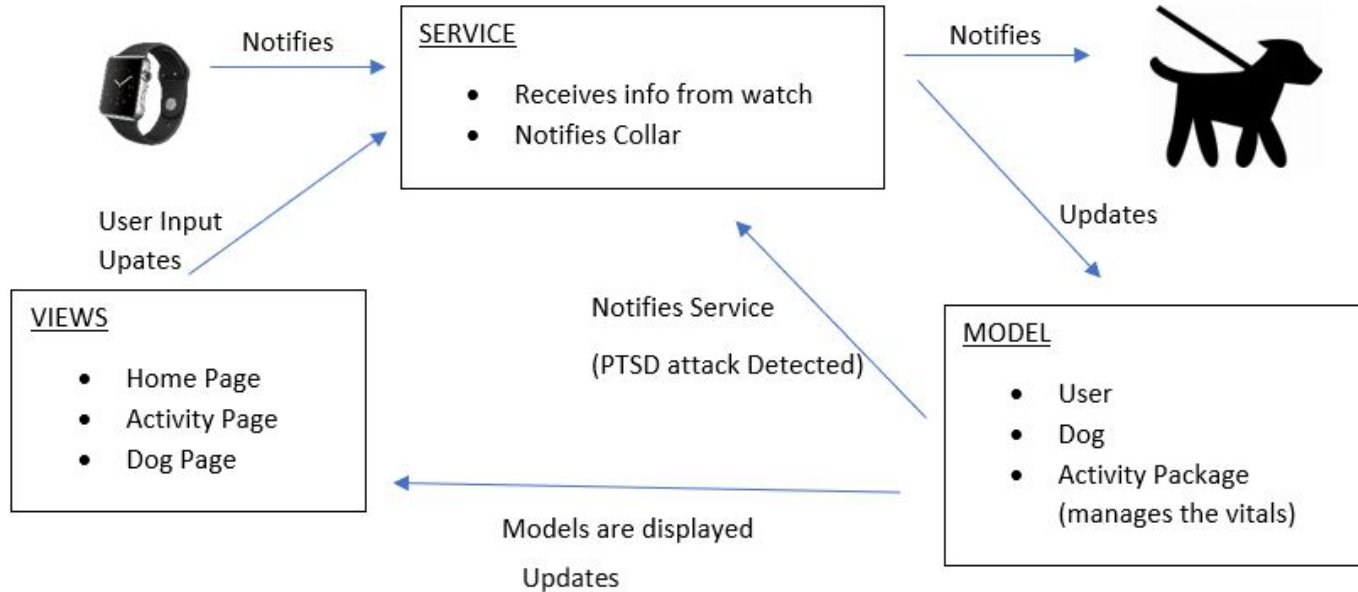 Notifies
SERVICE
Receives info from watch
Notifies Collar
Notifies
User Input
Upates
Updates
VIEWS
Home Page
Activity Page
Dog Page
Notifies Service
(PTSD attack Detected)
MODEL
User
Dog
Activity Package
(manages the vitals)
Models are displayed
Updates